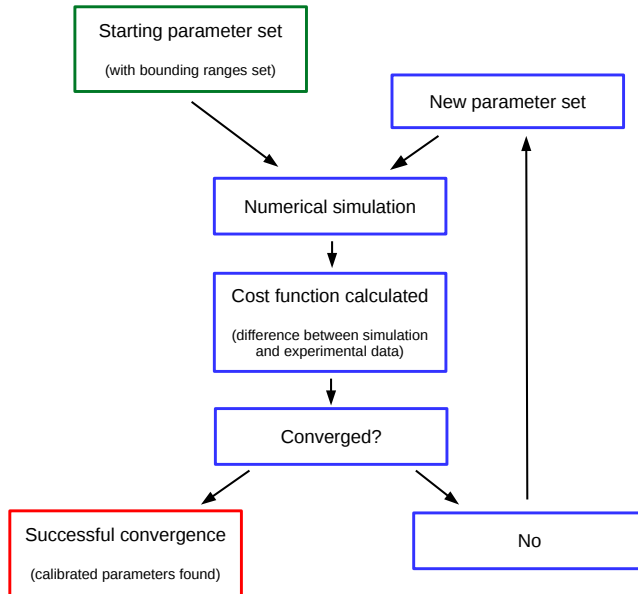 Starting parameter set
(with bounding ranges set)
New parameter set
Numerical simulation
Cost function calculated
(difference between simulation
and experimental data)
Converged?
Successful convergence
(calibrated parameters found)
No